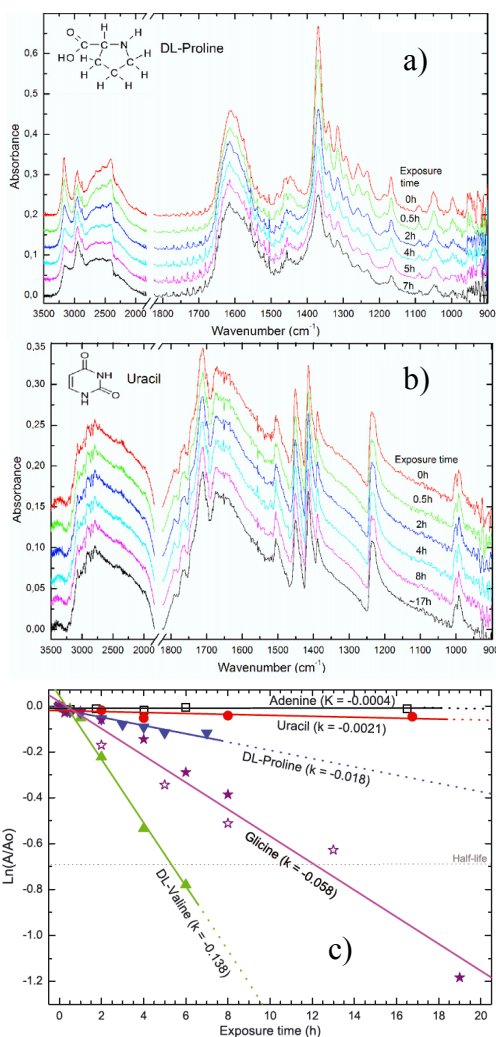 DL-Proline
a)
O
C
H
N
H
HO
C
C
C
H
H
C
H
H
H
H
Absorbance
0,7
0,6
0,5
0,4
0,3
0,2
0,1
0,0
Exposure
time
0h
0.5h
2h
4h
5h
7h
3500 3000 2500 2000 1800 1700 1600 1500 1400 1300 1200 1100 1000 900
Wavenumber (cm-1)
b)
O
NH
N
H
O
Uracil
Absorbance
0,35
0,30
0,25
0,20
0,15
0,10
0,05
0,00
Exposure time
0h
0.5h
2h
4h
8h
~17h
3500 3000 2500 2000 1800 1700 1600 1500 1400 1300 1200 1100 1000 900
Wavenumber (cm-1)
Ln(A/Ao)
0.0
-0.2
-0.4
-0.6
-0.8
-1.0
-1.2
Adenine (K = -0.0004)
Uracil (k = -0.0021)
DL-Proline (k = -0.018)
Glicine (k = -0.058)
DL-Valine (k = -0.138)
Half-life
c)
0 2 4 6 8 10 12 14 16 18 20
Exposure time (h)